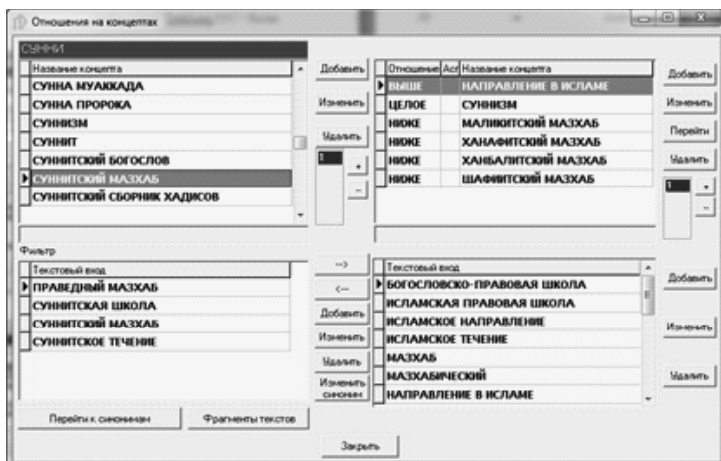 Отношения на концептах
СУННИ
Название концепта
СУННА МУАККАДА
СУННА ПРОРОКА
СУННИЗМ
СУННИТ
СУННИТСКИЙ БОГОСЛОВ
СУННИТСКИЙ МАЗХАБ
СУННИТСКИЙ СБОРНИК ХАДИСОВ
Добавить
Изменить
Удалить
1
+
-
Отношение Асг Название концепта
ВЫШЕ НАПРАВЛЕНИЕ В ИСЛАМЕ
ЦЕЛОЕ СУННИЗМ
НИЖЕ МАЛИКИТСКИЙ МАЗХАБ
НИЖЕ ХАНАФИТСКИЙ МАЗХАБ
НИЖЕ ХАНБАЛИТСКИЙ МАЗХАБ
НИЖЕ ШАФИИТСКИЙ МАЗХАБ
Добавить
Изменить
Перейти
Удалить
1
+
-
Фильтр
Текстовый вход
ПРАВЕДНЫЙ МАЗХАБ
СУННИТСКАЯ ШКОЛА
СУННИТСКИЙ МАЗХАБ
СУННИТСКОЕ ТЕЧЕНИЕ
-->
<--
Добавить
Изменить
Удалить
Изменить
синоним
Текстовый вход
БОГОСЛОВСКО-ПРАВОВАЯ ШКОЛА
ИСЛАМСКАЯ ПРАВОВАЯ ШКОЛА
ИСЛАМСКОЕ НАПРАВЛЕНИЕ
ИСЛАМСКОЕ ТЕЧЕНИЕ
МАЗХАБ
МАЗХАБИЧЕСКИЙ
НАПРАВЛЕНИЕ В ИСЛАМЕ
Добавить
Изменить
Удалить
Перейти к синонимам
Фрагменты текстов
Закрыть